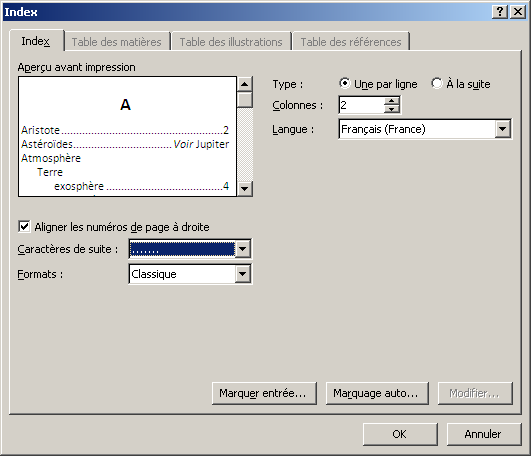 Index
Index
Table des matières
Table des illustrations
Table des références
Aperçu avant impression
A
Aristote.......................................2
Astéroïdes.......................Voir Jupiter
Atmosphère
Terre
exosphère............................4
Type :
Une par ligne
À la suite
Colonnes :
2
Langue :
Français (France)
Aligner les numéros de page à droite
Caractères de suite :
.......
Formats :
Classique
Marquer entrée...
Marquage auto...
Modifier...
OK
Annuler